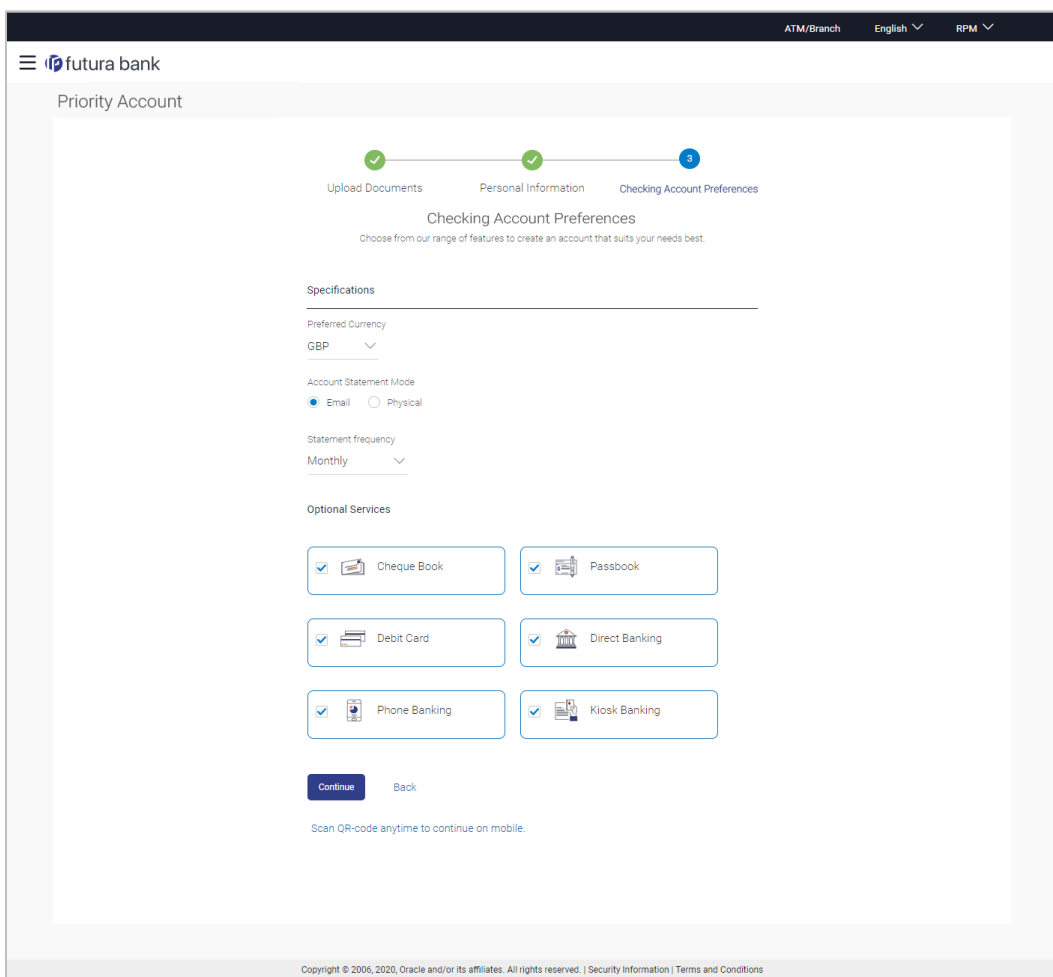 ATM/Branch English RPM
futura bank
Priority Account
3
Upload Documents Personal Information Checking Account Preferences
Checking Account Preferences
Choose from our range of features to create an account that suits your needs best.
Specifications
Preferred Currency
GBP
Account Statement Mode
Email Physical
Statement frequency
Monthly
Optional Services
Cheque Book Passbook
Debit Card Direct Banking
Phone Banking Kiosk Banking
Continue Back
Scan QR-code anytime to continue on mobile.
Copyright © 2006, 2020, Oracle and/or its affiliates. All rights reserved. | Security Information | Terms and Conditions